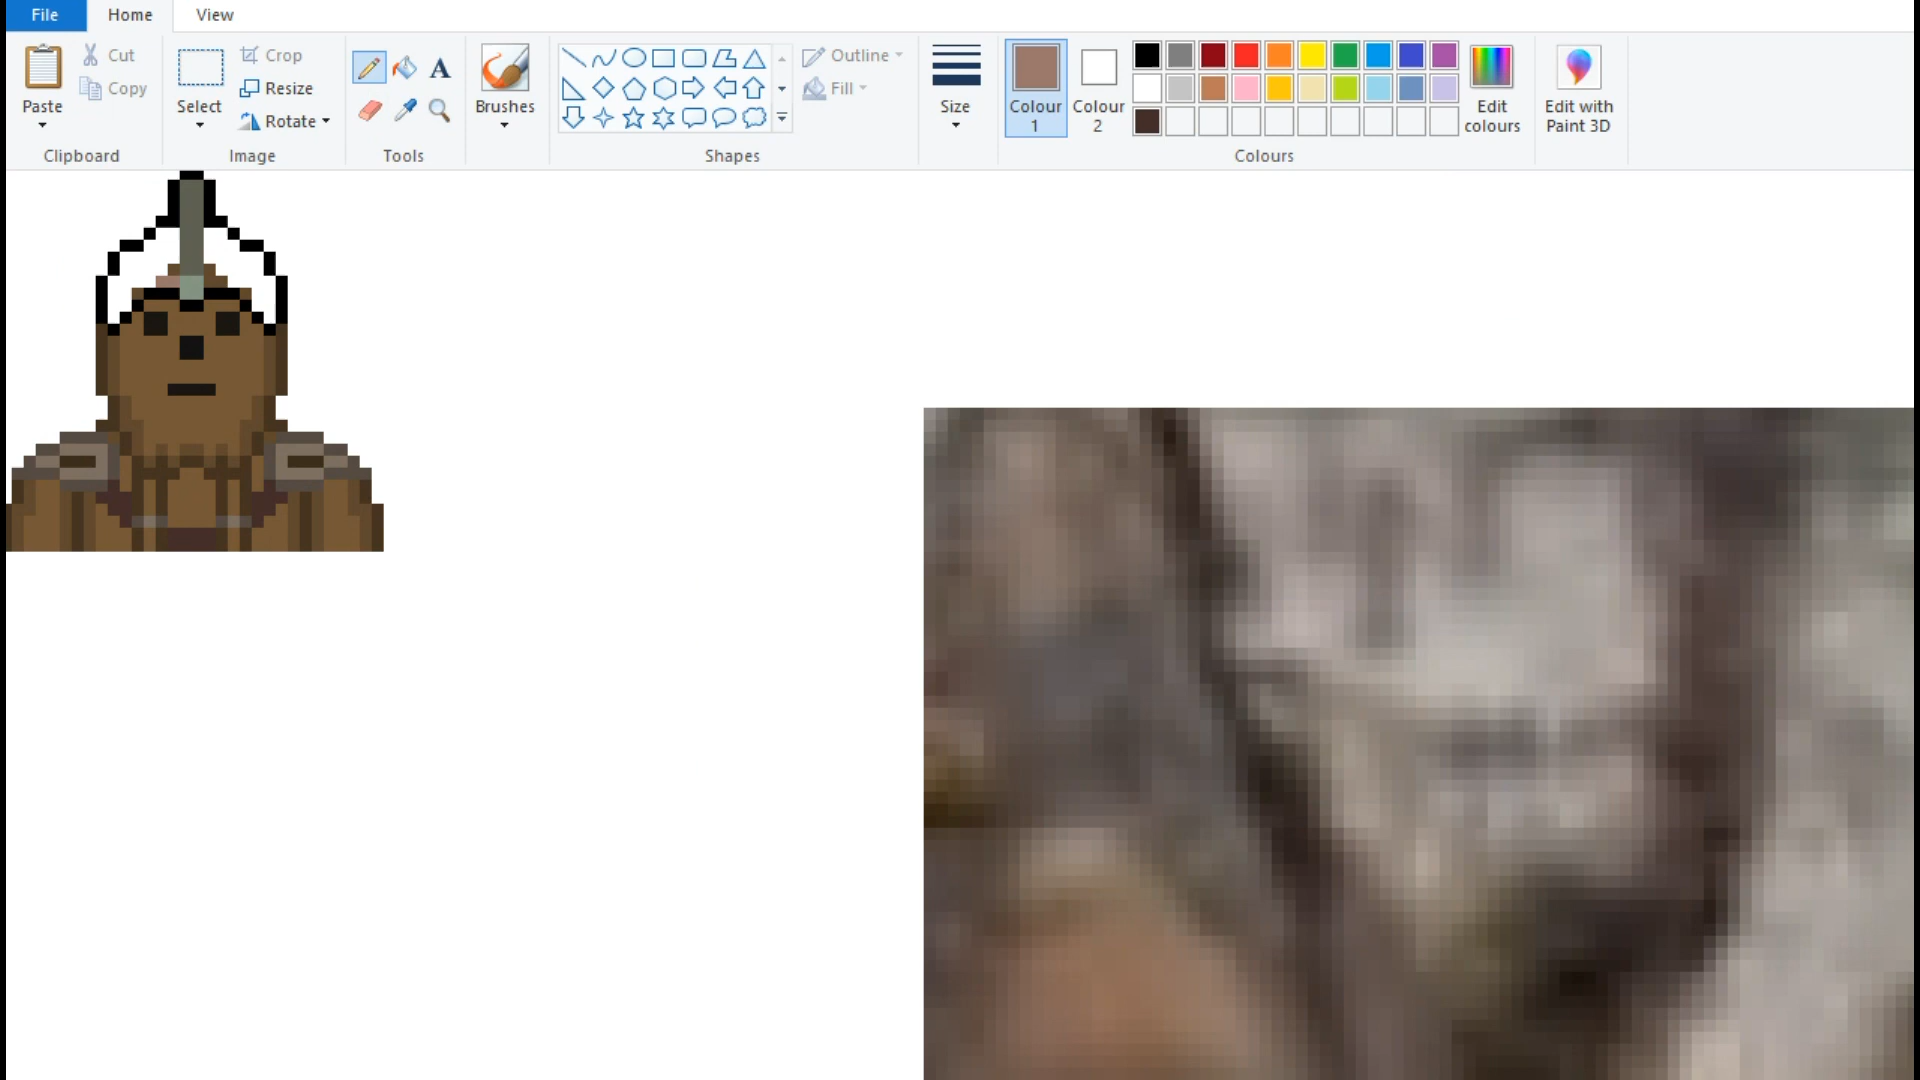 File
Home
View
Paste
Cut
Copy
Clipboard
Select
Crop
Resize
Rotate
Image
A
Tools
Brushes
Outline
Fill
Shapes
Size
Colour
1
Colour
2
Edit
colours
Colours
Edit with
Paint 3D